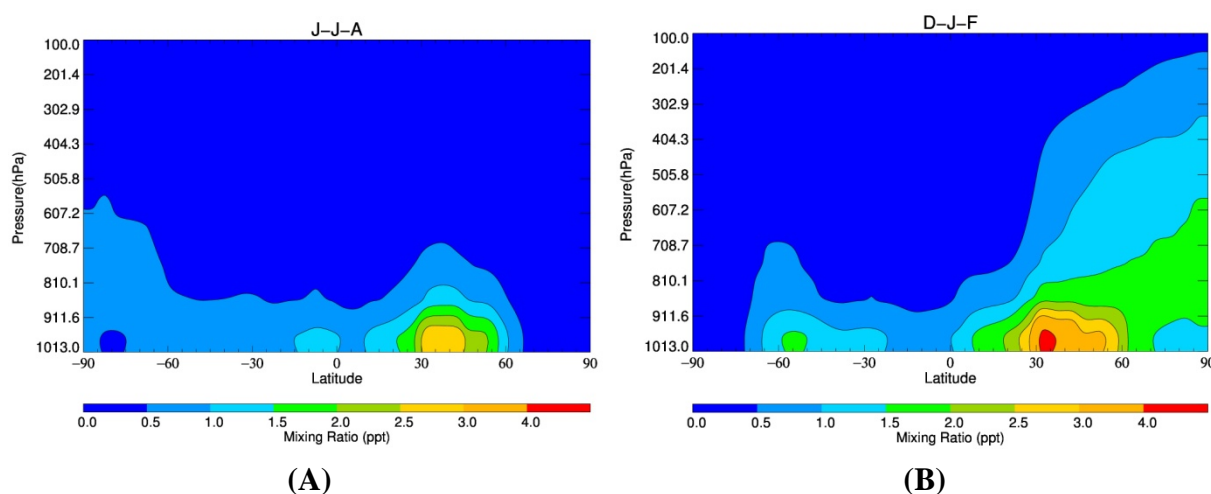 J-J-A
100.0
201.4
302.9
404.3
505.8
607.2
708.7
810.1
911.6
1013.0
Pressure(hPa)
-90 -60 -30 0 30 60 90
Latitude
0.0 0.5 1.0 1.5 2.0 2.5 3.0 4.0
Mixing Ratio (ppt)
(A)
D-J-F
100.0
201.4
302.9
404.3
505.8
607.2
708.7
810.1
911.6
1013.0
Pressure(hPa)
-90 -60 -30 0 30 60 90
Latitude
0.0 0.5 1.0 1.5 2.0 2.5 3.0 4.0
Mixing Ratio (ppt)
(B)